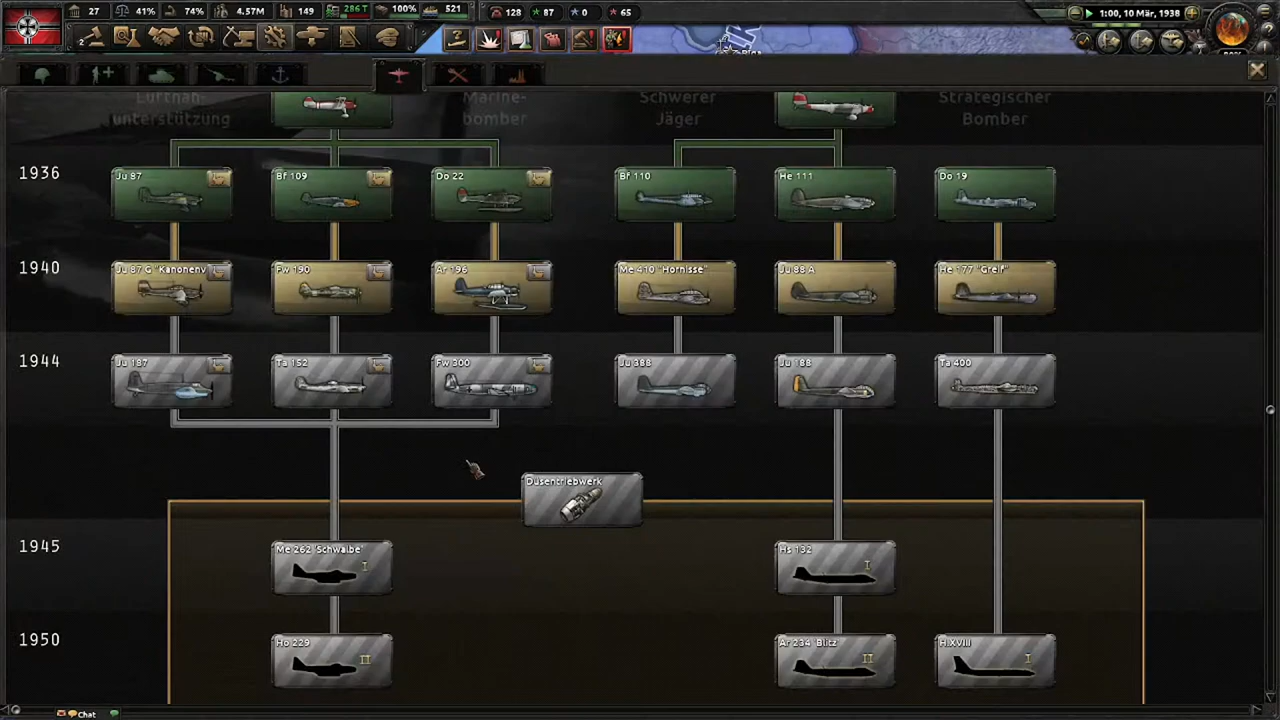 27
41%
74%
4.57M
149
286 T
100%
521
128
87
0
65
1:00, 10 Mär, 1938
2
Luftnah-
unterstützung
Marine-
bomber
Schwerer
Jäger
Strategischer
Bomber
1936
Ju 87
Bf 109
Do 22
Bf 110
He 111
Do 19
1940
Ju 87 G "Kanonenv
Fw 190
Ar 196
Me 410 "Hornisse"
Ju 88 A
He 177 "Greif"
1944
Ju 187
Ta 152
Fw 300
Ju 388
Ju 188
Ta 400
Düsentriebwerk
1945
Me 262 'Schwalbe'
I
Hs 132
I
1950
Ho 229
II
Ar 234 'Blitz'
II
H.XVIII
I
Chat